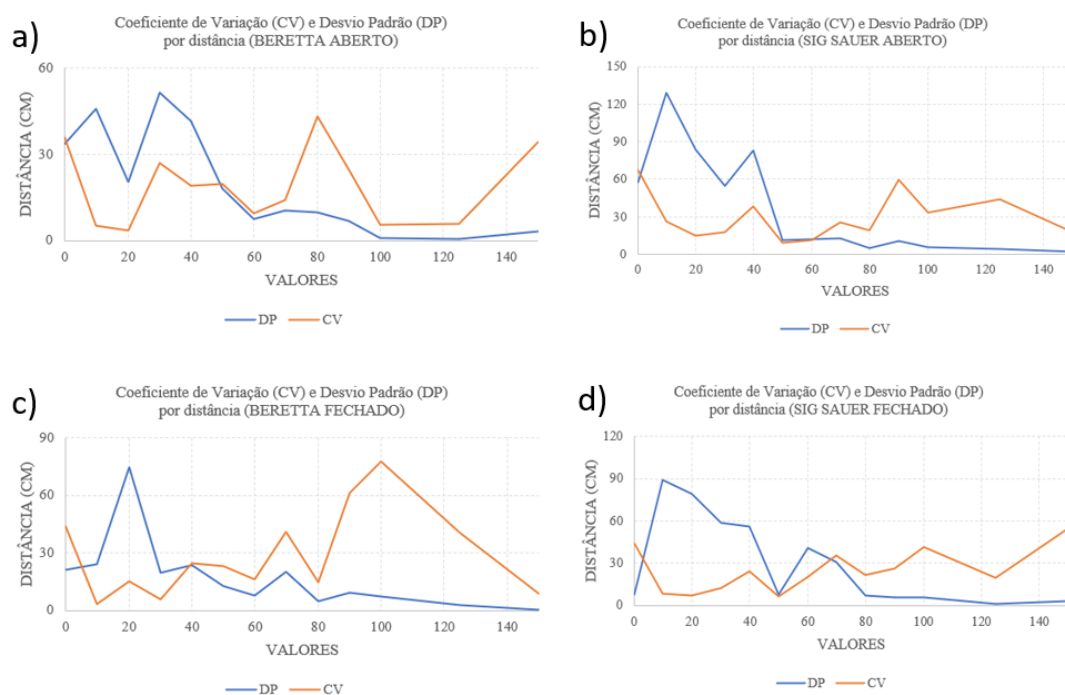 a)
Coeficiente de Variação (CV) e Desvio Padrão (DP)
por distância (BERETTA ABERTO)
60
30
0
DISTÂNCIA (CM)
0 20 40 60 80 100 120 140
VALORES
DP CV
b)
Coeficiente de Variação (CV) e Desvio Padrão (DP)
por distância (SIG SAUER ABERTO)
150
120
90
60
30
0
DISTÂNCIA (CM)
0 20 40 60 80 100 120 140
VALORES
DP CV
c)
Coeficiente de Variação (CV) e Desvio Padrão (DP)
por distância (BERETTA FECHADO)
90
60
30
0
DISTÂNCIA (CM)
0 20 40 60 80 100 120 140
VALORES
DP CV
d)
Coeficiente de Variação (CV) e Desvio Padrão (DP)
por distância (SIG SAUER FECHADO)
120
90
60
30
0
DISTÂNCIA (CM)
0 20 40 60 80 100 120 140
VALORES
DP CV